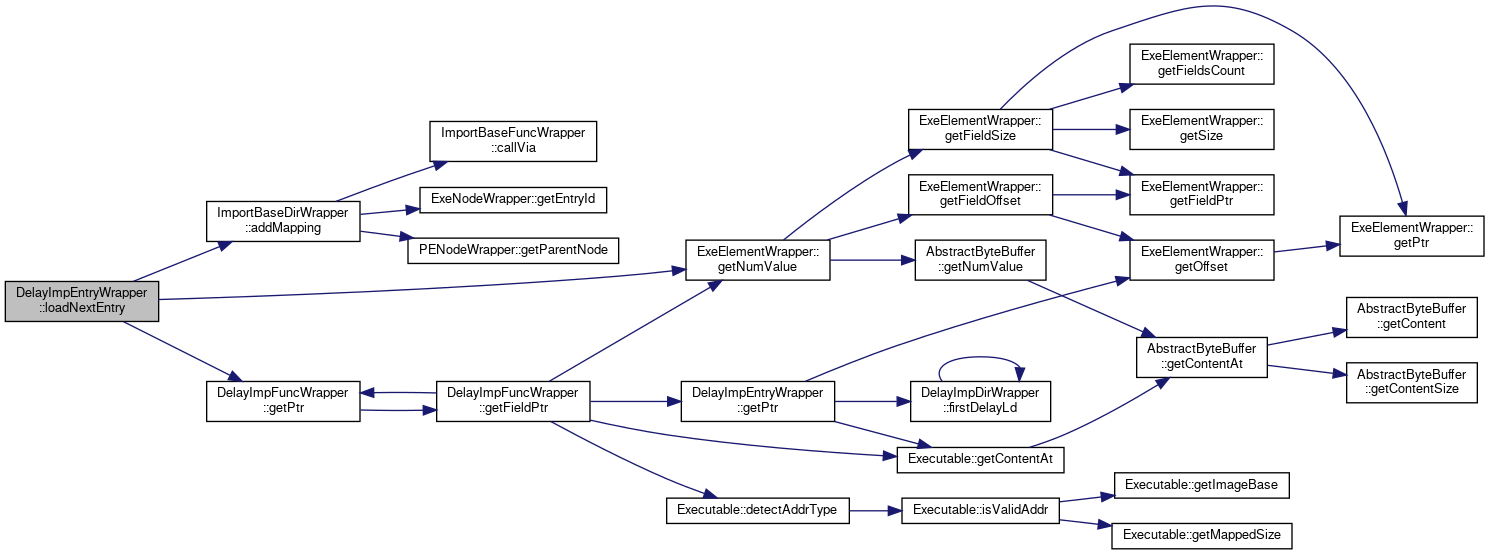 DelayImpEntryWrapper
::loadNextEntry
ImportBaseDirWrapper
::addMapping
ImportBaseFuncWrapper
::callVia
ExeNodeWrapper::getEntryId
PENodeWrapper::getParentNode
DelayImpFuncWrapper
::getPtr
DelayImpFuncWrapper
::getFieldPtr
ExeElementWrapper::
getNumValue
DelayImpEntryWrapper
::getPtr
Executable::detectAddrType
ExeElementWrapper::
getFieldSize
ExeElementWrapper::
getFieldOffset
AbstractByteBuffer
::getNumValue
DelayImpDirWrapper
::firstDelayLd
Executable::getContentAt
Executable::isValidAddr
ExeElementWrapper::
getFieldsCount
ExeElementWrapper::
getSize
ExeElementWrapper::
getFieldPtr
ExeElementWrapper::
getOffset
AbstractByteBuffer
::getContentAt
Executable::getImageBase
Executable::getMappedSize
ExeElementWrapper::
getPtr
AbstractByteBuffer
::getContent
AbstractByteBuffer
::getContentSize